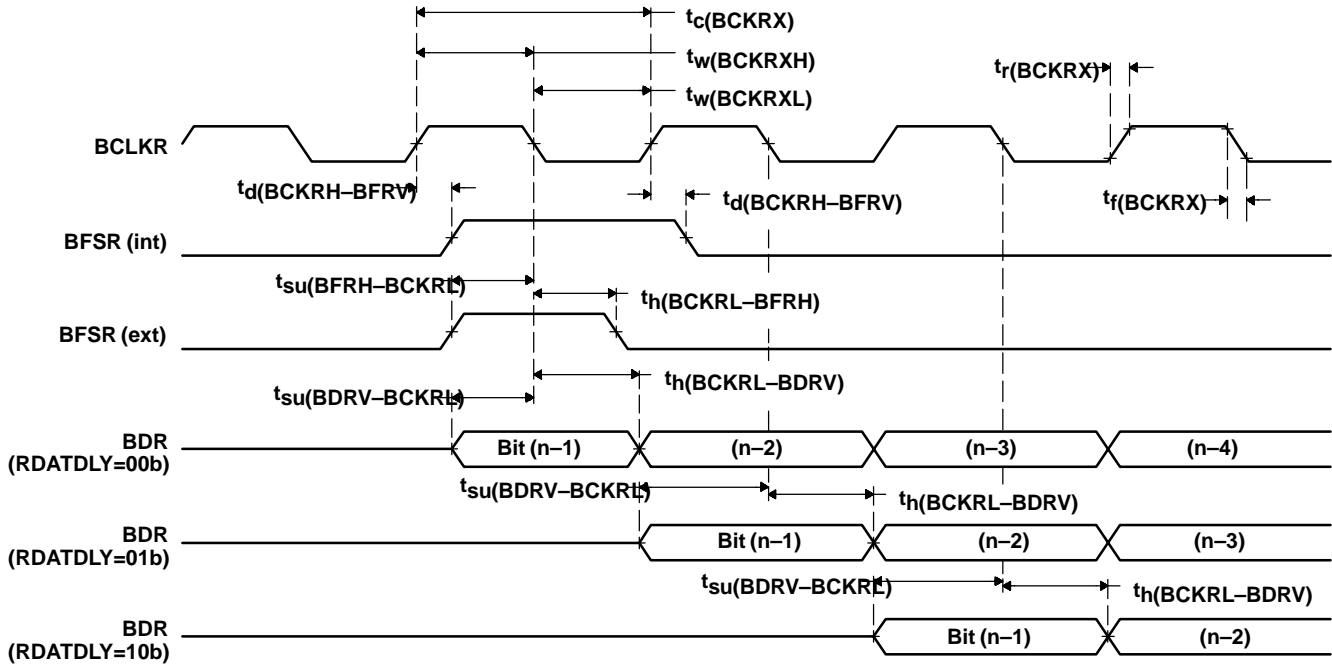 tc(BCKRX)
tw(BCKRXH)
tr(BCKRX)
tw(BCKRXL)
BCLKR
td(BCKRH–BFRV)
td(BCKRH–BFRV)
tf(BCKRX)
BFSR (int)
tsu(BFRH–BCKRL)
th(BCKRL–BFRH)
BFSR (ext)
th(BCKRL–BDRV)
tsu(BDRV–BCKRL)
BDR
(RDATDLY=00b)
Bit (n–1)
(n–2)
(n–3)
(n–4)
tsu(BDRV–BCKRL)
th(BCKRL–BDRV)
BDR
(RDATDLY=01b)
Bit (n–1)
(n–2)
(n–3)
tsu(BDRV–BCKRL)
th(BCKRL–BDRV)
BDR
(RDATDLY=10b)
Bit (n–1)
(n–2)